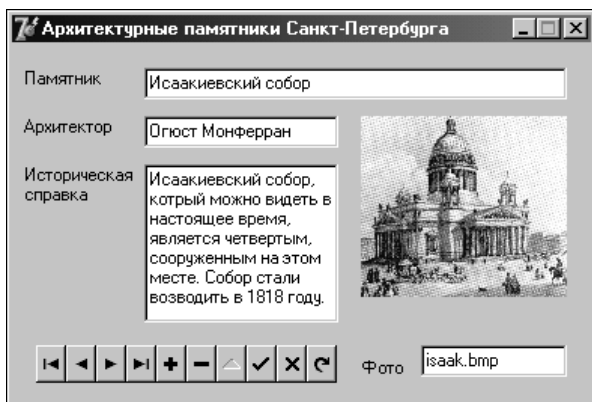 Архитектурные памятники Санкт-Петербурга
Памятник
Исаакиевский собор
Архитектор
Огюст Монферран
Историческая
справка
Исаакиевский собор,
котрый можно видеть в
настоящее время,
является четвертым,
сооруженным на этом
месте. Собор стали
возводить в 1818 году.
Фото
isaak.bmp